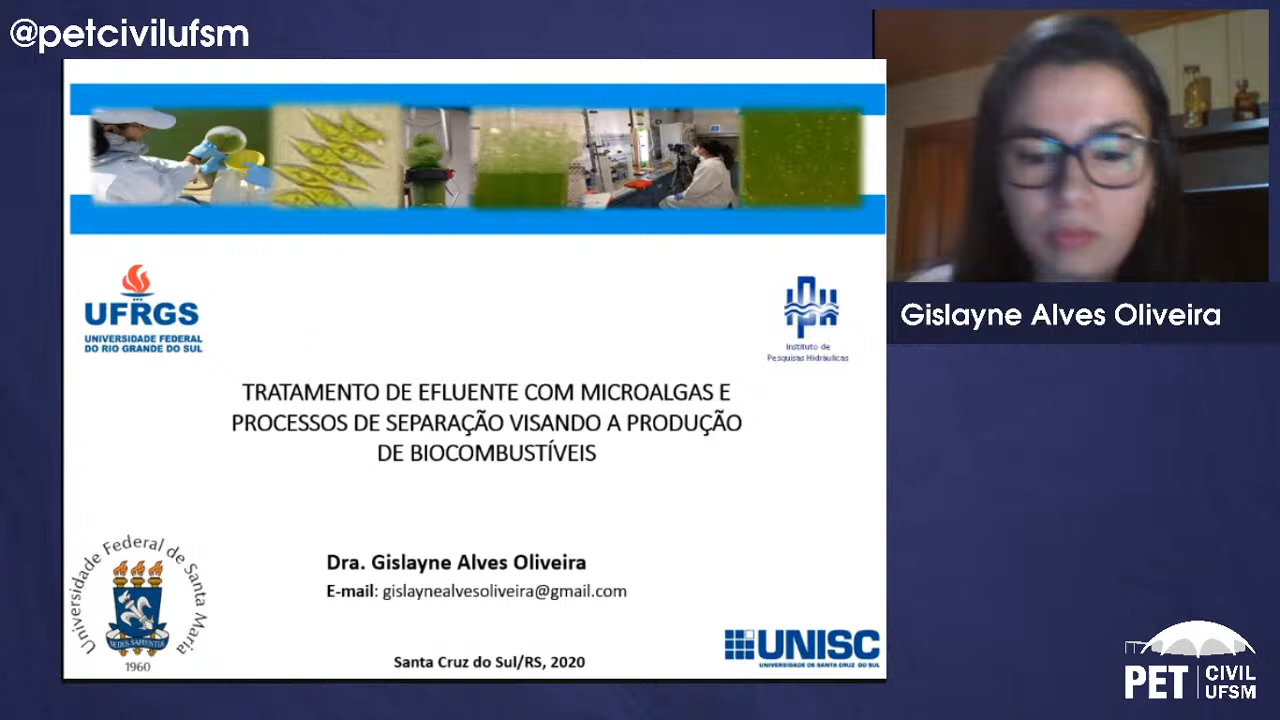 @petcivilufsm
UFRGS
UNIVERSIDADE FEDERAL
DO RIO GRANDE DO SUL
Instituto de
Pesquisas Hidráulicas
Gislayne Alves Oliveira
TRATAMENTO DE EFLUENTE COM MICROALGAS E
PROCESSOS DE SEPARAÇÃO VISANDO A PRODUÇÃO
DE BIOCOMBUSTÍVEIS
Universidade Federal de Santa Maria
SEDES SAPIENTIAE
1960
Dra. Gislayne Alves Oliveira
E-mail: gislaynealvesoliveira@gmail.com
Santa Cruz do Sul/RS, 2020
UNISC
UNIVERSIDADE DE SANTA CRUZ DO SUL
PET
CIVIL
UFSM